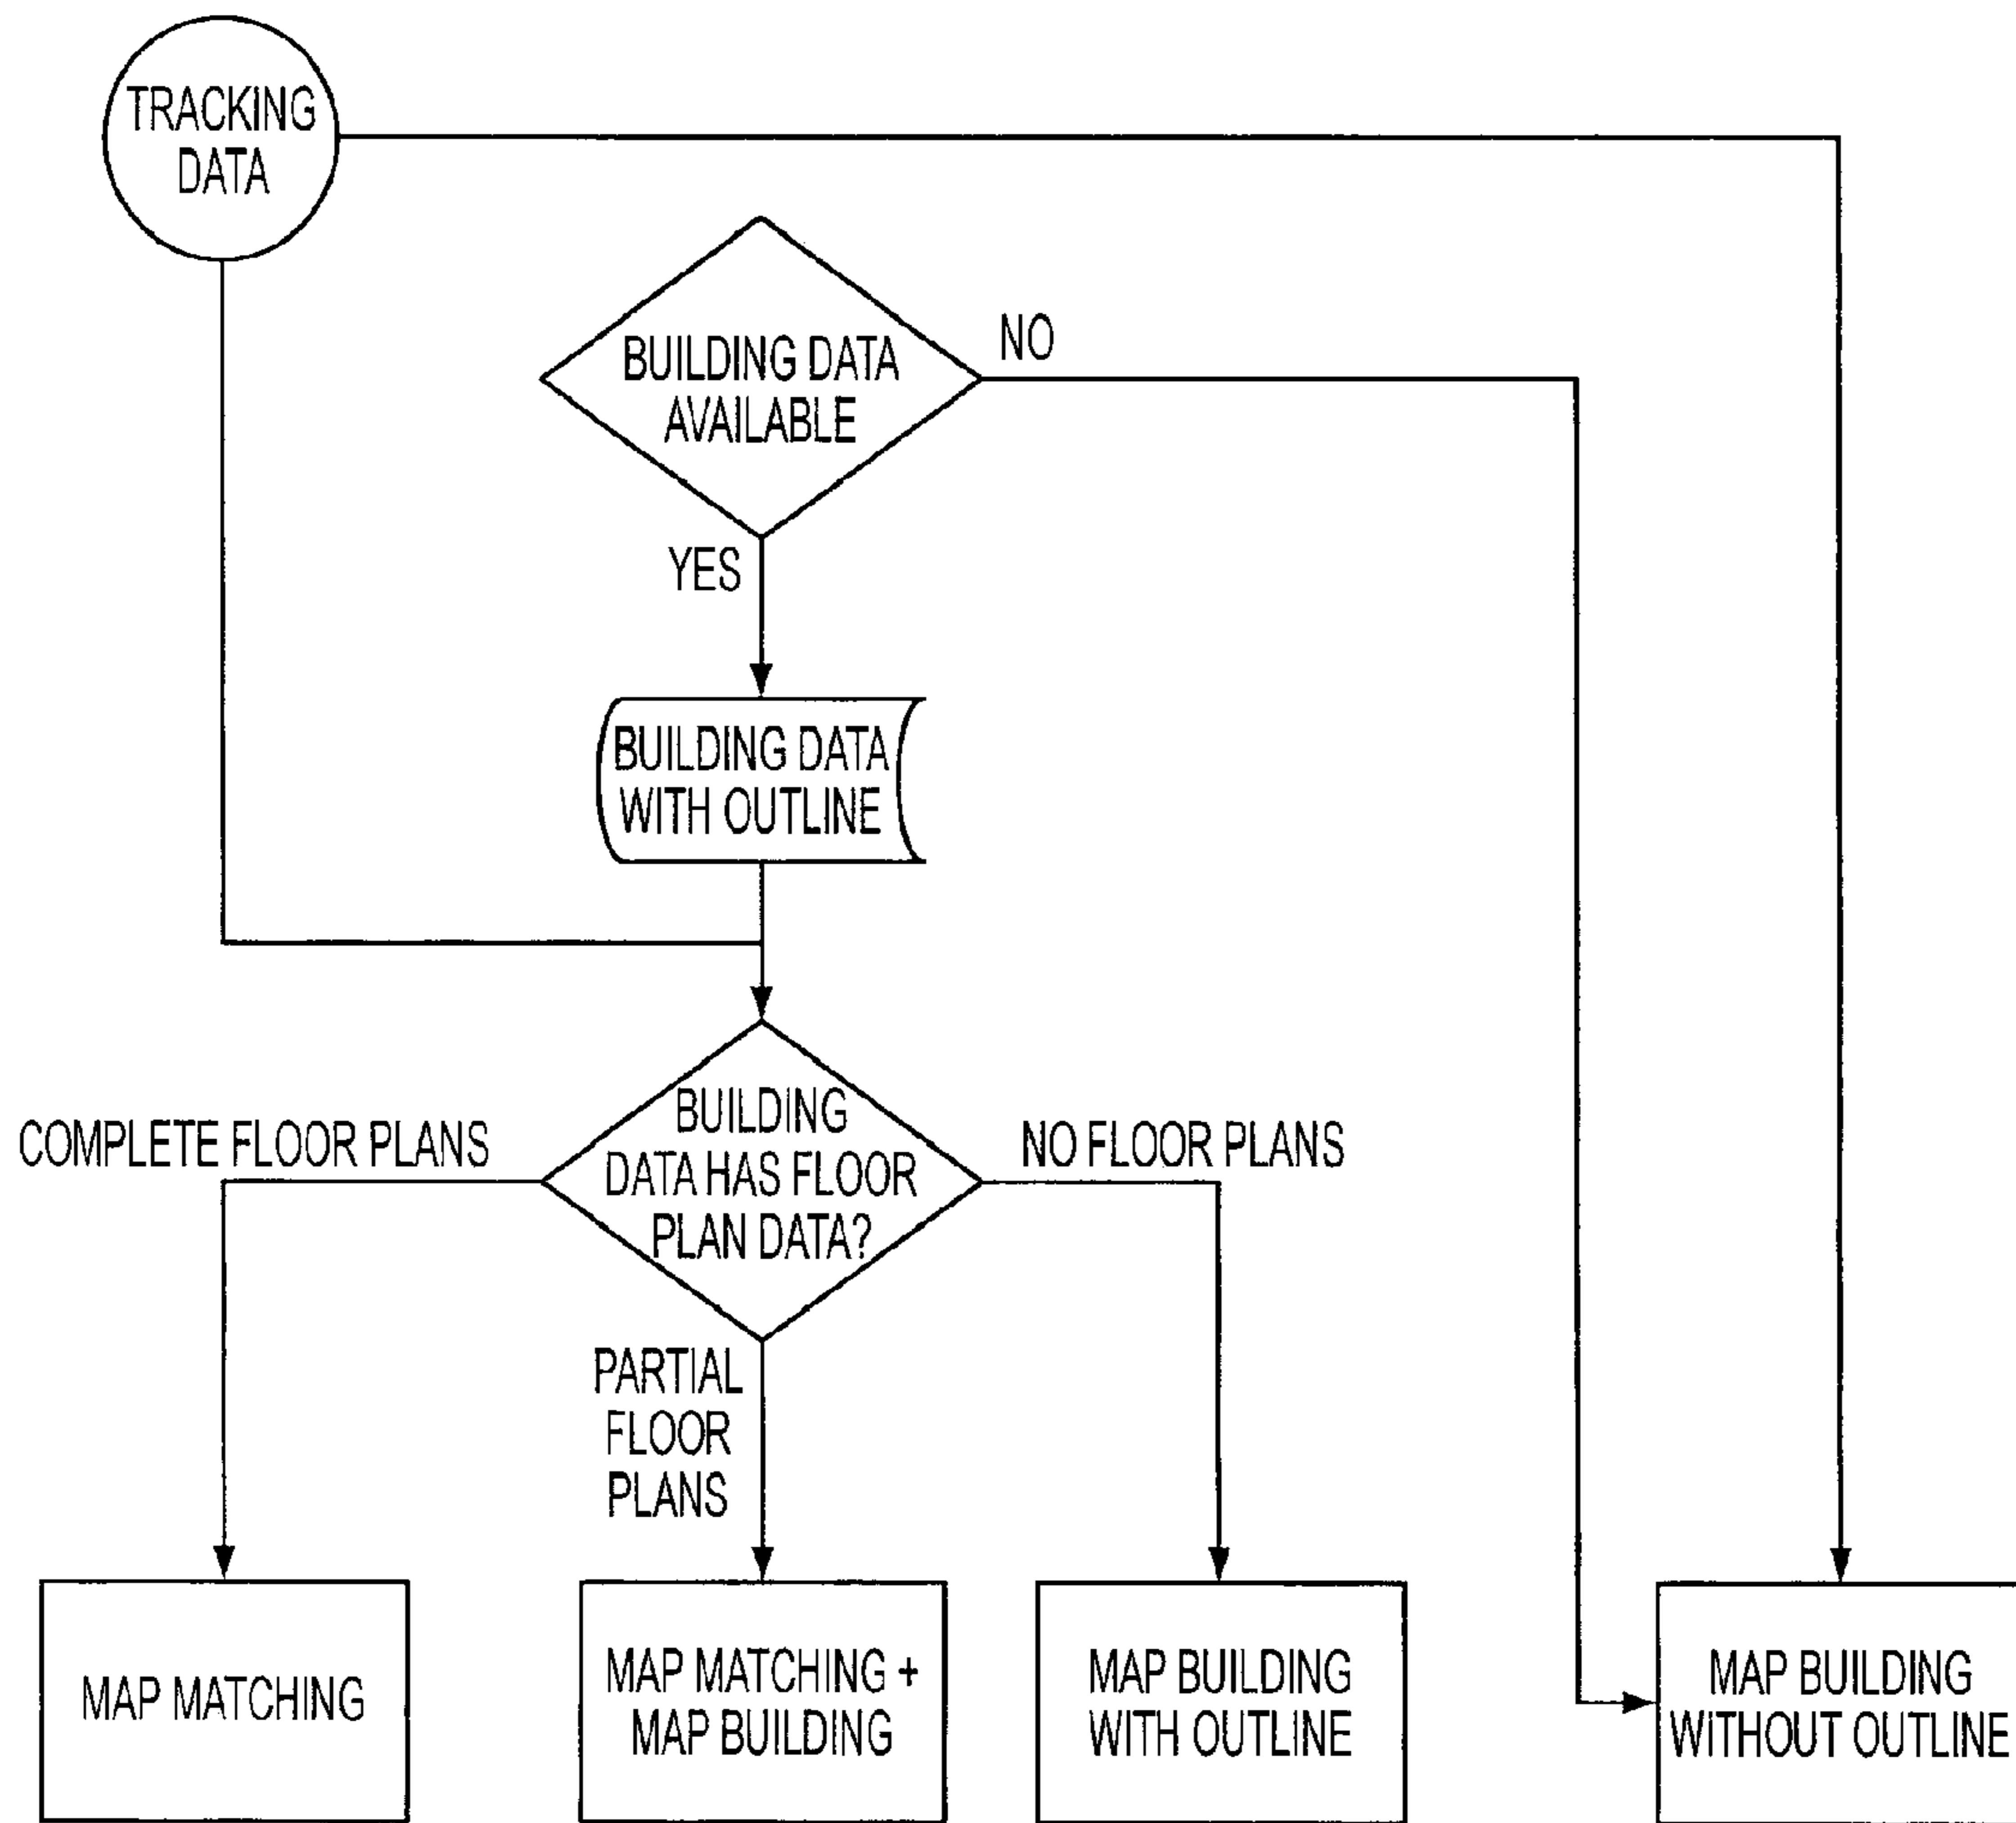 TRACKING
DATA
BUILDING DATA
AVAILABLE
NO
YES
BUILDING DATA
WITH OUTLINE
BUILDING
DATA HAS FLOOR
PLAN DATA?
COMPLETE FLOOR PLANS
NO FLOOR PLANS
PARTIAL
FLOOR
PLANS
MAP MATCHING
MAP MATCHING +
MAP BUILDING
MAP BUILDING
WITH OUTLINE
MAP BUILDING
WITHOUT OUTLINE